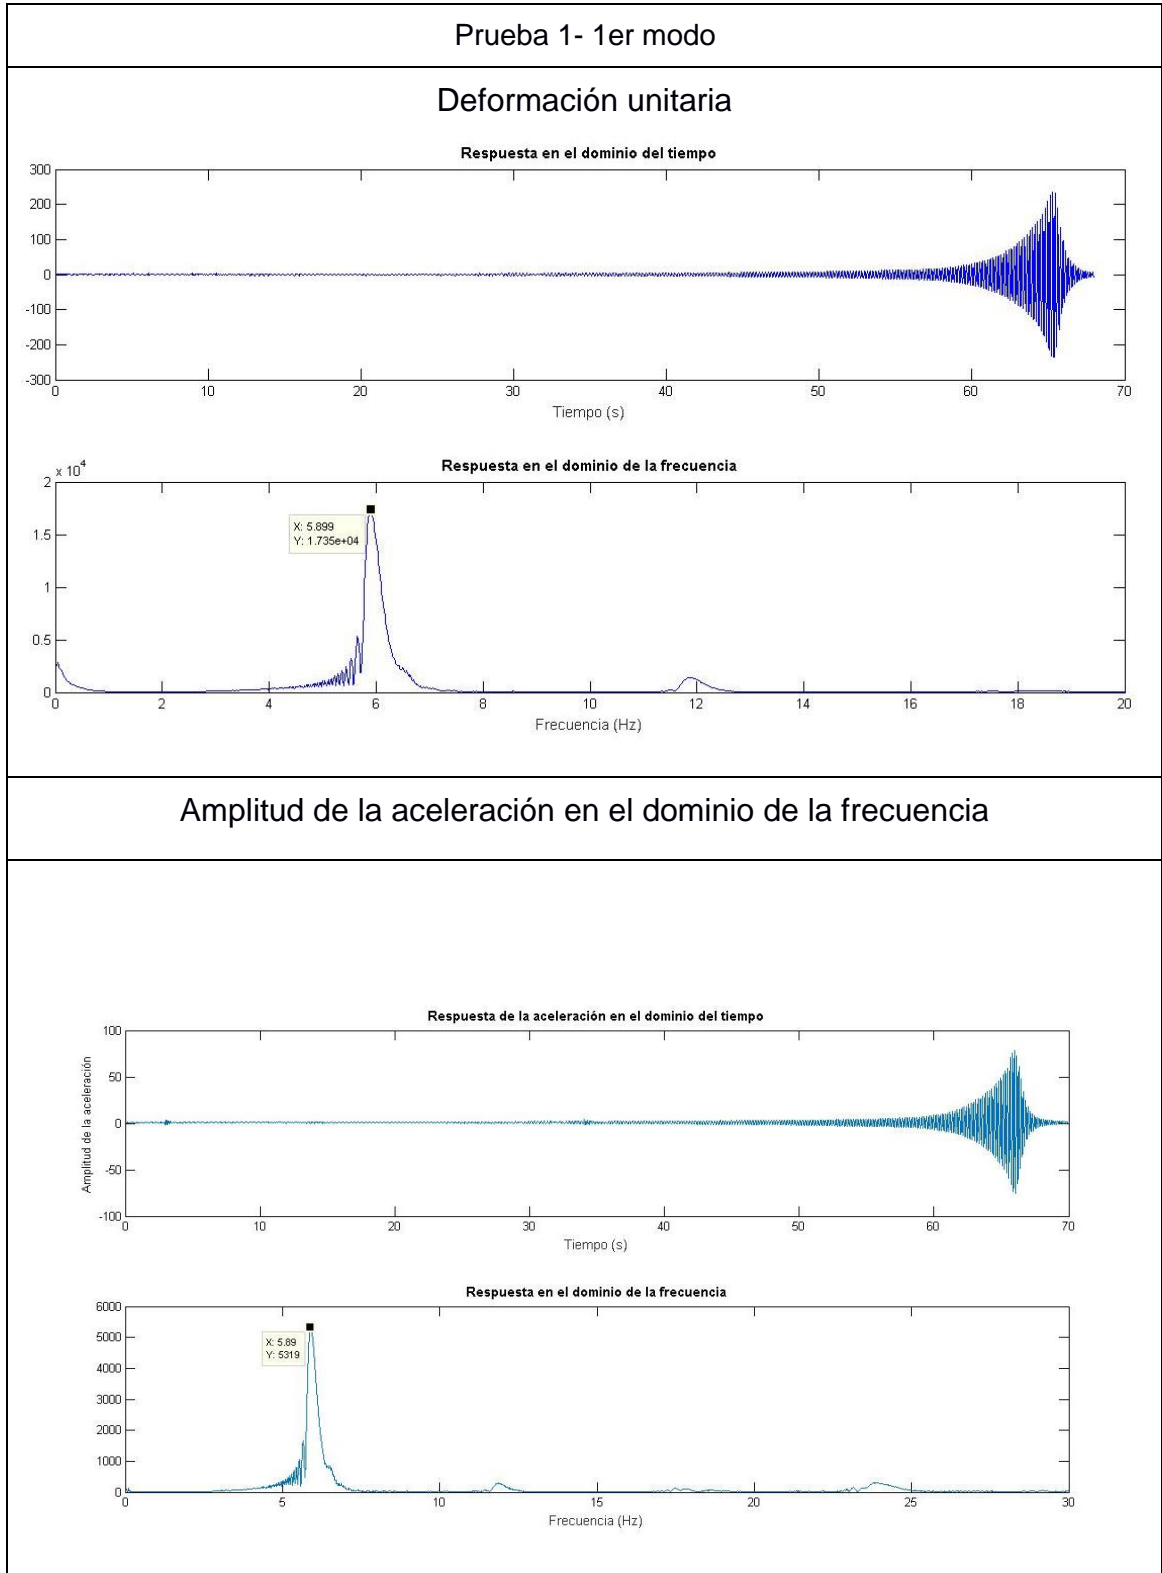 Prueba 1- 1er modo
Deformación unitaria
Respuesta en el dominio del tiempo
300
200
100
0
-100
-200
-300
0 10 20 30 40 50 60 70
Tiempo (s)
Respuesta en el dominio de la frecuencia
x 10^4
2
1.5
1
0.5
0
X: 5.899
Y: 1.735e+04
0 2 4 6 8 10 12 14 16 18 20
Frecuencia (Hz)
Amplitud de la aceleración en el dominio de la frecuencia
Respuesta de la aceleración en el dominio del tiempo
Amplitud de la aceleración
100
50
0
-50
-100
0 10 20 30 40 50 60 70
Tiempo (s)
Respuesta en el dominio de la frecuencia
6000
5000
4000
3000
2000
1000
0
X: 5.89
Y: 5319
0 5 10 15 20 25 30
Frecuencia (Hz)